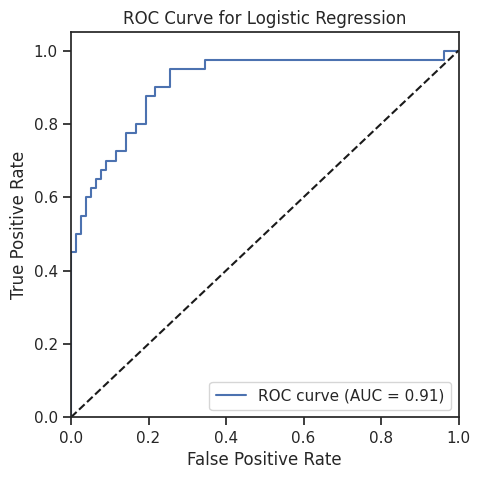 ROC Curve for Logistic Regression
1.0
0.8
0.6
0.4
0.2
0.0
True Positive Rate
ROC curve (AUC = 0.91)
0.0 0.2 0.4 0.6 0.8 1.0
False Positive Rate